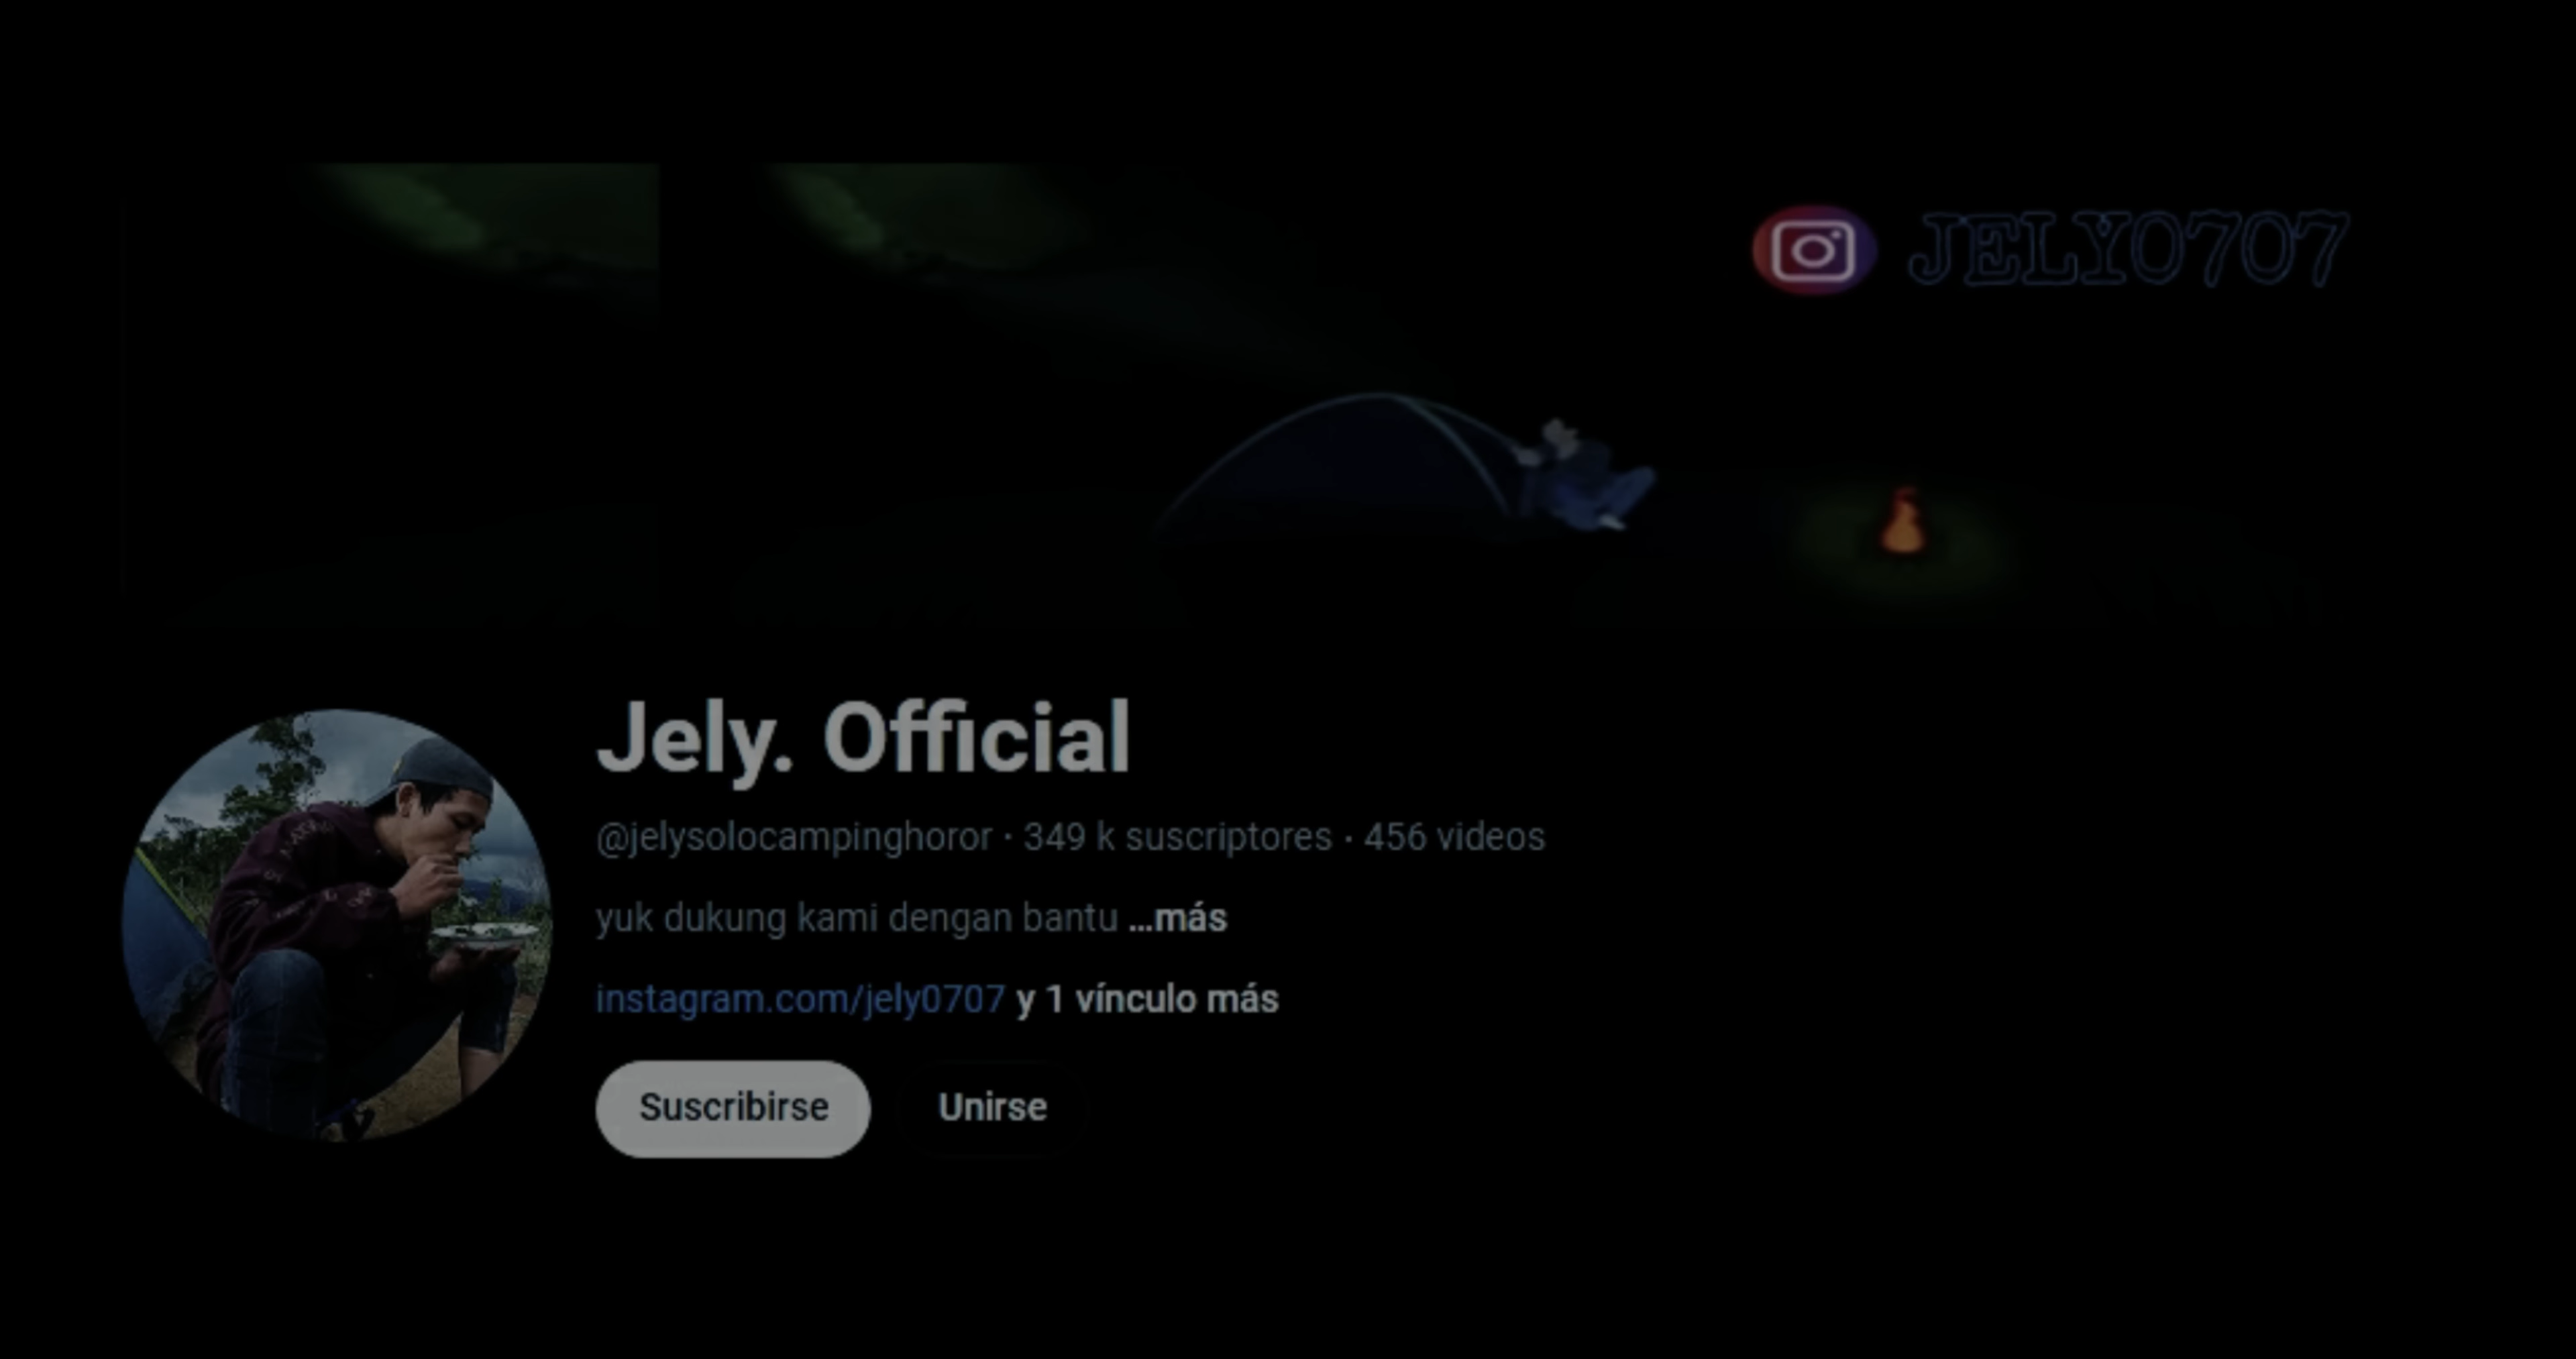 JELY0707
Jely. Official
@jelysolocampinghoror · 349 k suscriptores · 456 videos
yuk dukung kami dengan bantu ...más
instagram.com/jely0707 y 1 vínculo más
Suscribirse
Unirse